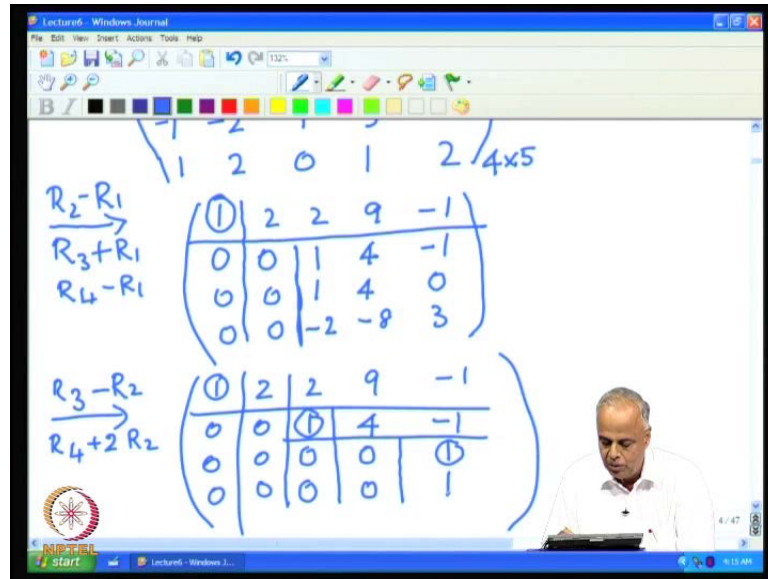 Lecture6 - Windows Journal
File Edit View Insert Actions Tools Help
132%
B I
-1 -2 1
1 2 0 1 2 4x5
R2-R1
R3+R1
R4-R1
1 2 2 9 -1
0 0 1 4 -1
0 0 1 4 0
0 0 -2 -8 3
R3-R2
R4+2R2
1 2 2 9 -1
0 0 1 4 -1
0 0 0 0 1
0 0 0 0 1
4/47
NPTEL
start Lecture6 - Windows J... 4:15 AM